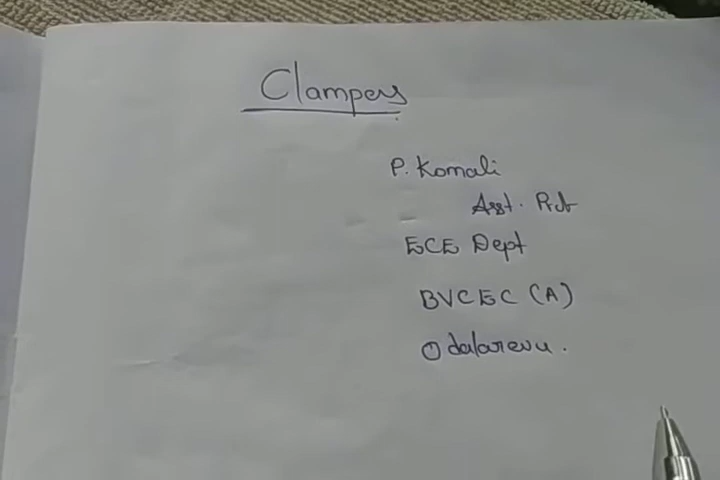 Clampers
P. Komali
Asst. Prof
ECE Dept
BVCEC (A)
Odalarevu.